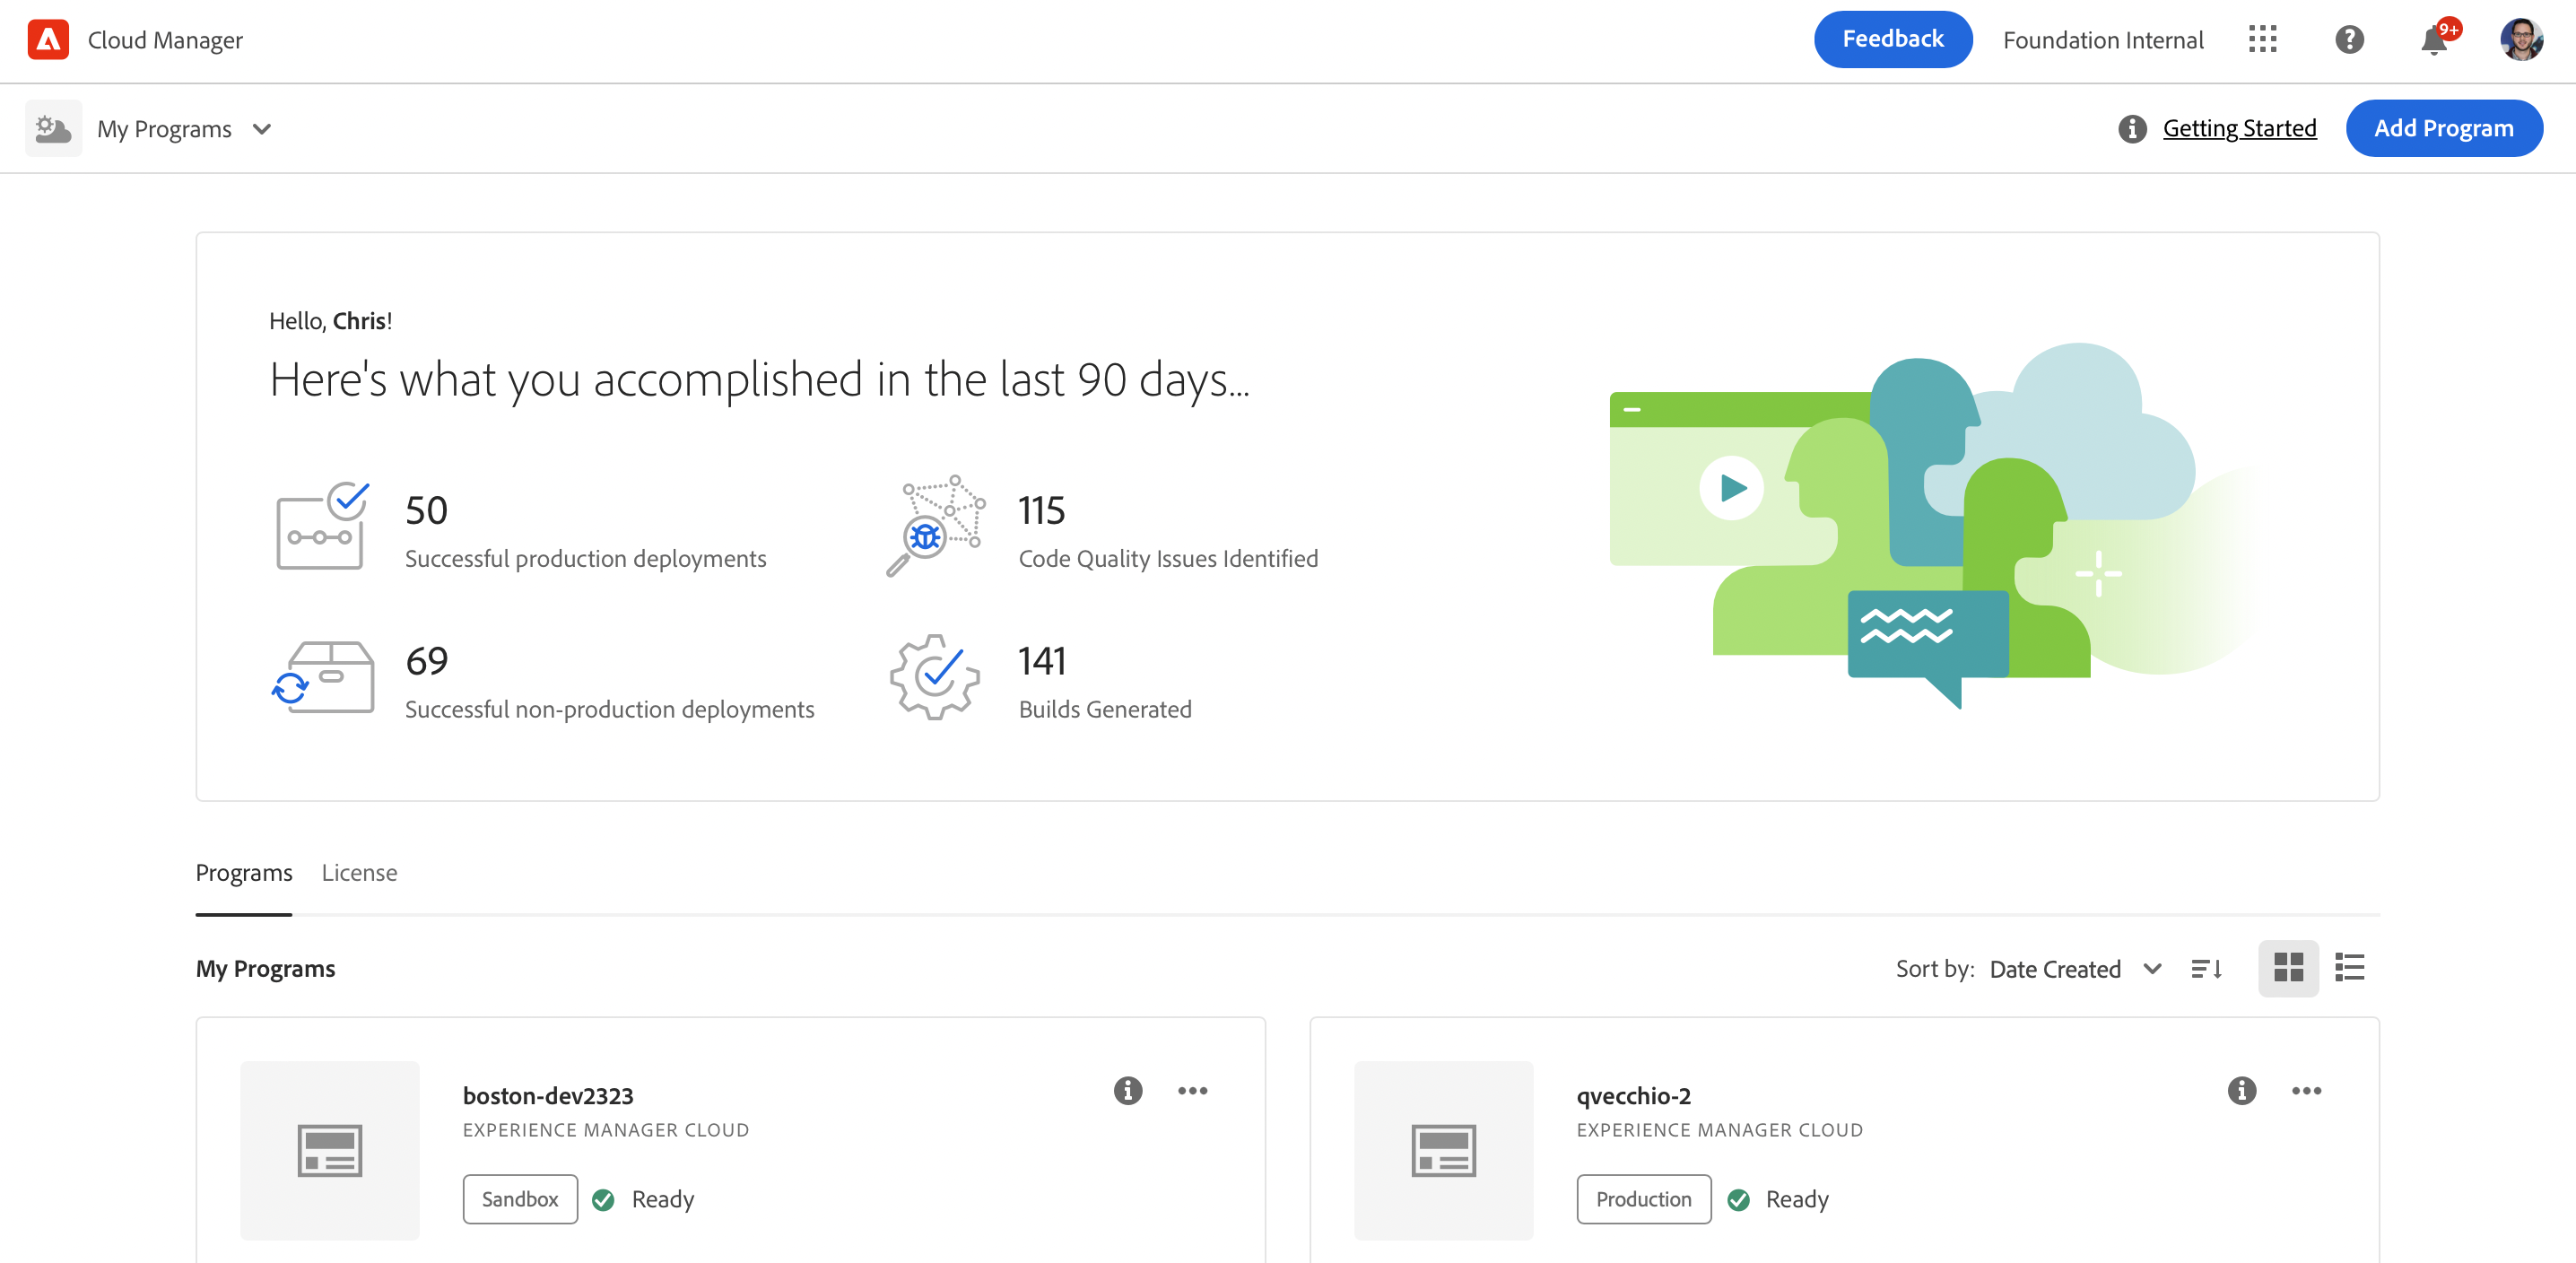 Cloud Manager
Feedback
Foundation Internal
9+
My Programs
Getting Started
Add Program
Hello, Chris!
Here's what you accomplished in the last 90 days...
50
Successful production deployments
115
Code Quality Issues Identified
69
Successful non-production deployments
141
Builds Generated
Programs
License
My Programs
Sort by: Date Created
boston-dev2323
EXPERIENCE MANAGER CLOUD
Sandbox
Ready
qvecchio-2
EXPERIENCE MANAGER CLOUD
Production
Ready